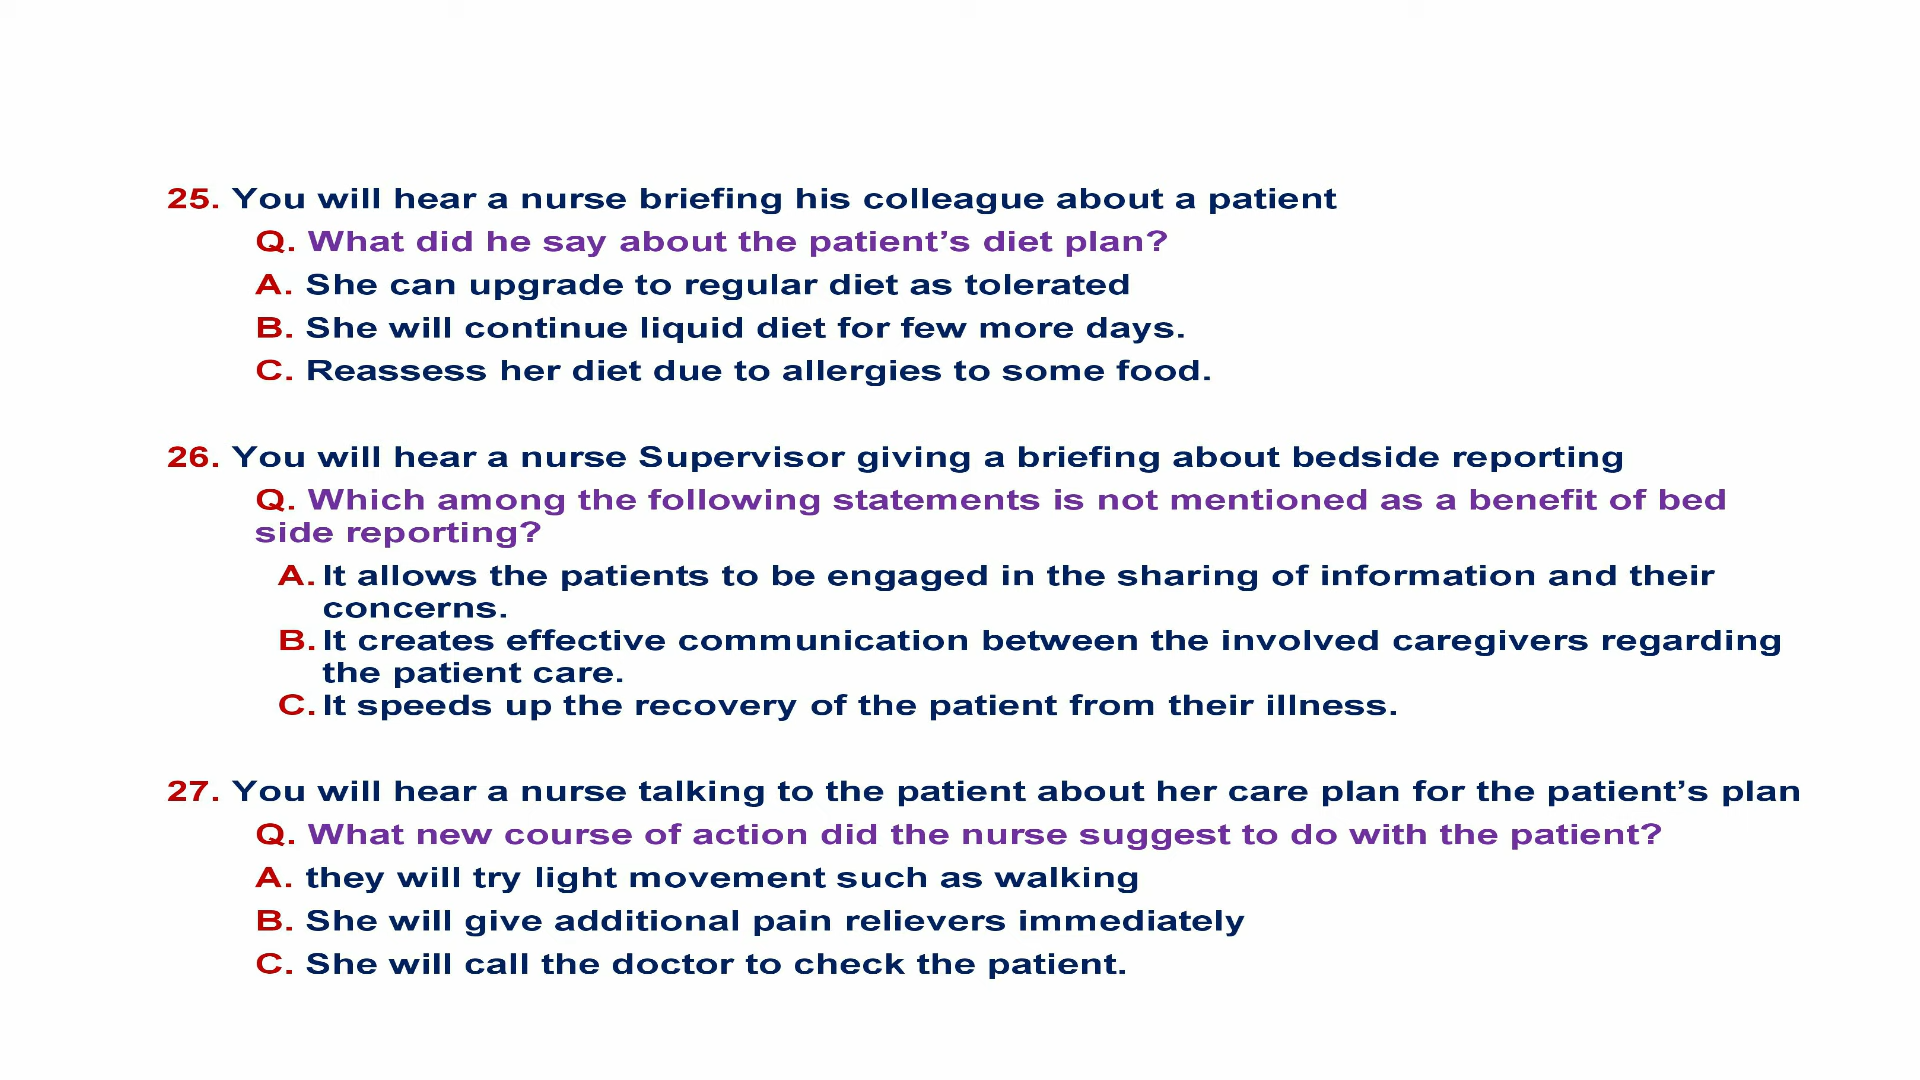 25. You will hear a nurse briefing his colleague about a patient
Q. What did he say about the patient’s diet plan?
A. She can upgrade to regular diet as tolerated
B. She will continue liquid diet for few more days.
C. Reassess her diet due to allergies to some food.
26. You will hear a nurse Supervisor giving a briefing about bedside reporting
Q. Which among the following statements is not mentioned as a benefit of bed
side reporting?
A. It allows the patients to be engaged in the sharing of information and their
concerns.
B. It creates effective communication between the involved caregivers regarding
the patient care.
C. It speeds up the recovery of the patient from their illness.
27. You will hear a nurse talking to the patient about her care plan for the patient’s plan
Q. What new course of action did the nurse suggest to do with the patient?
A. they will try light movement such as walking
B. She will give additional pain relievers immediately
C. She will call the doctor to check the patient.